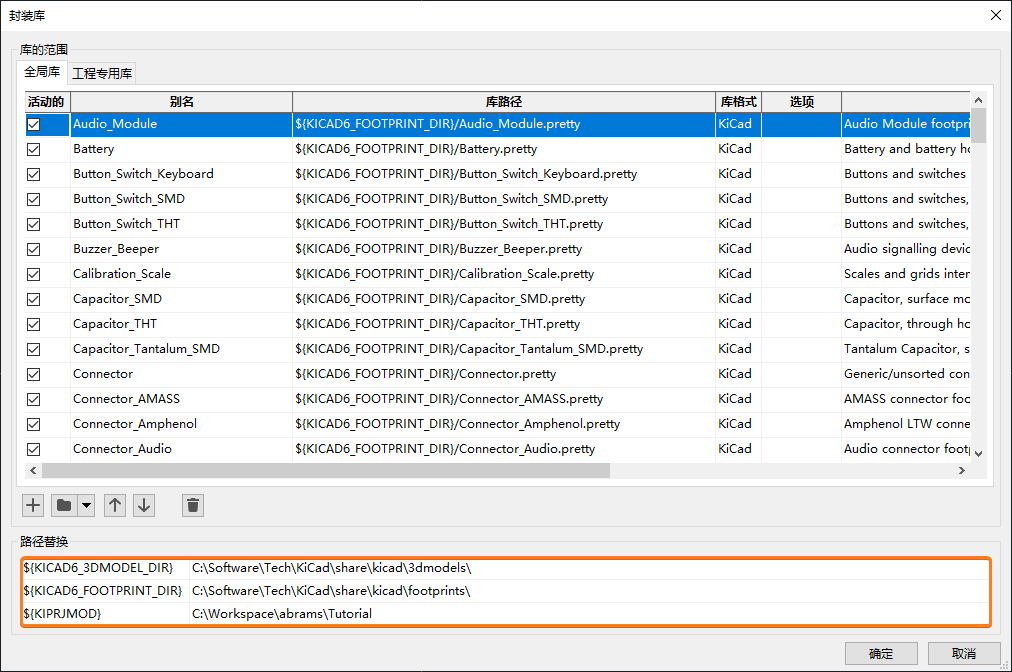 封装库
库的范围
全局库 工程专用库
活动的 别名 库路径 库格式 选项
Audio_Module ${KICAD6_FOOTPRINT_DIR}/Audio_Module.pretty KiCad Audio Module footpri
Battery ${KICAD6_FOOTPRINT_DIR}/Battery.pretty KiCad Battery and battery ho
Button_Switch_Keyboard ${KICAD6_FOOTPRINT_DIR}/Button_Switch_Keyboard.pretty KiCad Buttons and switches
Button_Switch_SMD ${KICAD6_FOOTPRINT_DIR}/Button_Switch_SMD.pretty KiCad Buttons and switches,
Button_Switch_THT ${KICAD6_FOOTPRINT_DIR}/Button_Switch_THT.pretty KiCad Buttons and switches,
Buzzer_Beeper ${KICAD6_FOOTPRINT_DIR}/Buzzer_Beeper.pretty KiCad Audio signalling devic
Calibration_Scale ${KICAD6_FOOTPRINT_DIR}/Calibration_Scale.pretty KiCad Scales and grids inten
Capacitor_SMD ${KICAD6_FOOTPRINT_DIR}/Capacitor_SMD.pretty KiCad Capacitor, surface mo
Capacitor_THT ${KICAD6_FOOTPRINT_DIR}/Capacitor_THT.pretty KiCad Capacitor, through ho
Capacitor_Tantalum_SMD ${KICAD6_FOOTPRINT_DIR}/Capacitor_Tantalum_SMD.pretty KiCad Tantalum Capacitor, s
Connector ${KICAD6_FOOTPRINT_DIR}/Connector.pretty KiCad Generic/unsorted con
Connector_AMASS ${KICAD6_FOOTPRINT_DIR}/Connector_AMASS.pretty KiCad AMASS connector foo
Connector_Amphenol ${KICAD6_FOOTPRINT_DIR}/Connector_Amphenol.pretty KiCad Amphenol LTW conne
Connector_Audio ${KICAD6_FOOTPRINT_DIR}/Connector_Audio.pretty KiCad Audio connector footp
路径替换
${KICAD6_3DMODEL_DIR} C:\Software\Tech\KiCad\share\kicad\3dmodels\
${KICAD6_FOOTPRINT_DIR} C:\Software\Tech\KiCad\share\kicad\footprints\
${KIPRJMOD} C:\Workspace\abrams\Tutorial
确定 取消